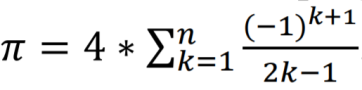 π = 4 * ∑ₖ₌₁ⁿ (-1)ᵏ⁺¹ / 2k−1